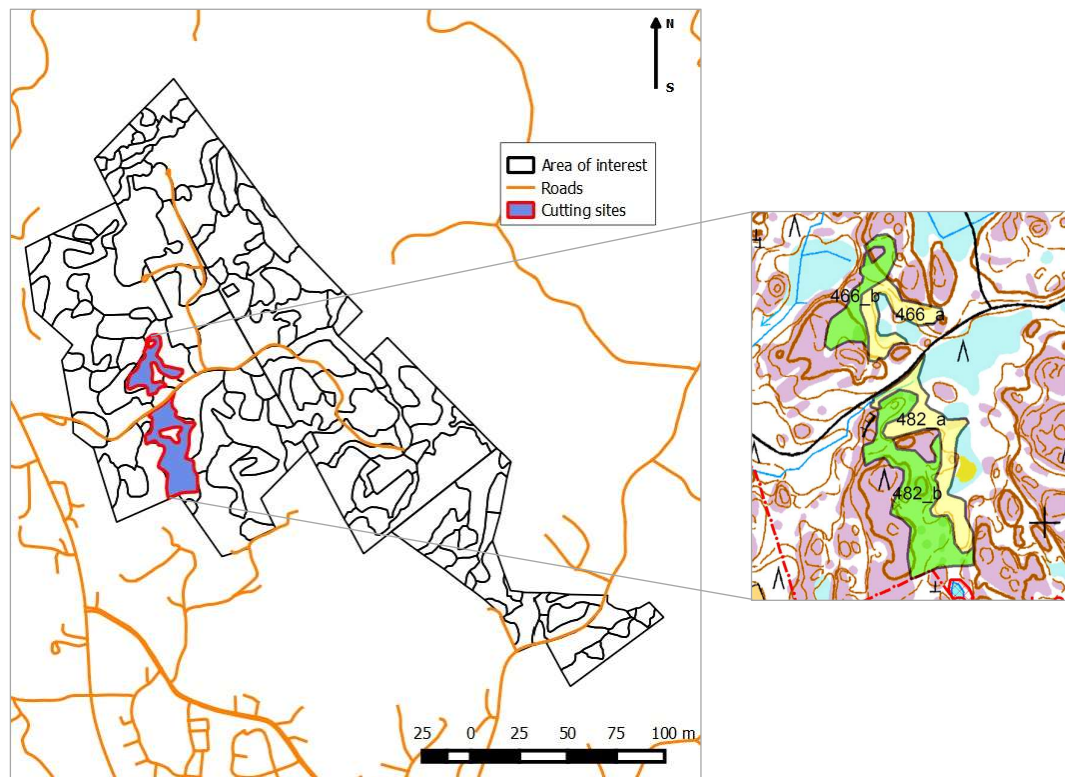 N
S
Area of interest
Roads
Cutting sites
466_b
466_a
482_a
482_b
25 0 25 50 75 100 m